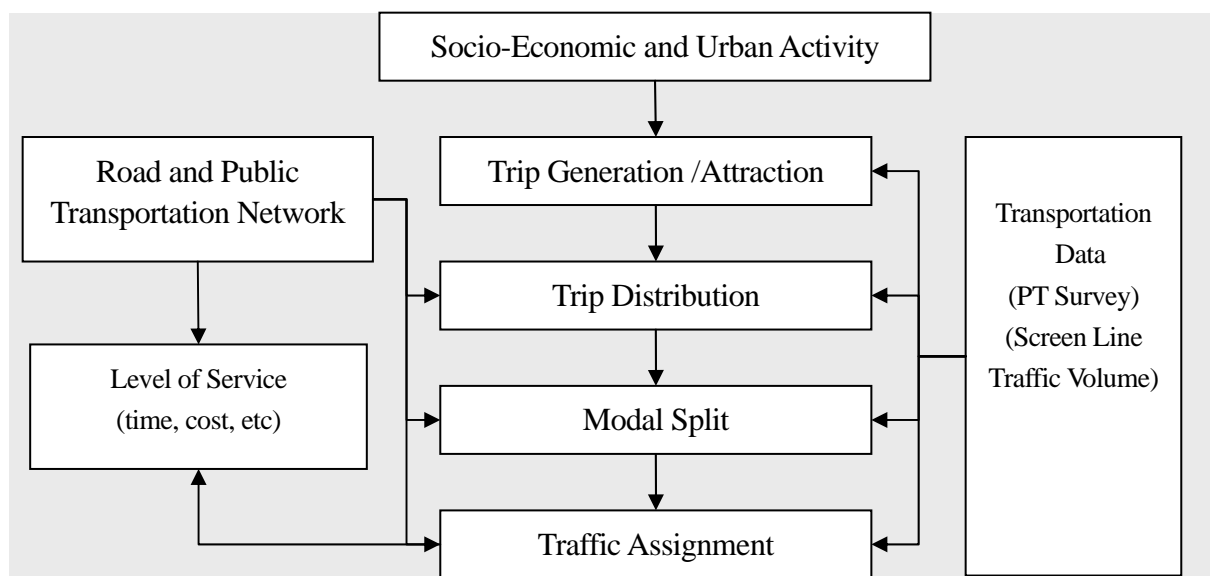 Socio-Economic and Urban Activity
Road and Public
Transportation Network
Trip Generation /Attraction
Transportation
Data
(PT Survey)
(Screen Line
Traffic Volume)
Trip Distribution
Level of Service
(time, cost, etc)
Modal Split
Traffic Assignment